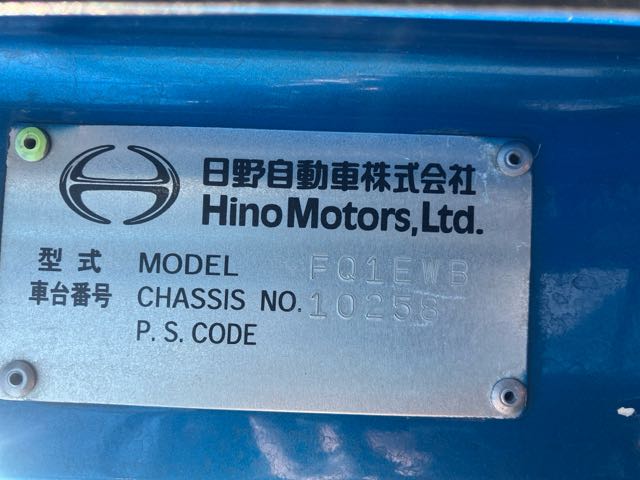 日野自動車株式会社
Hino Motors, Ltd.
型式 MODEL FQ1EWB
車台番号 CHASSIS NO. 10258
P. S. CODE